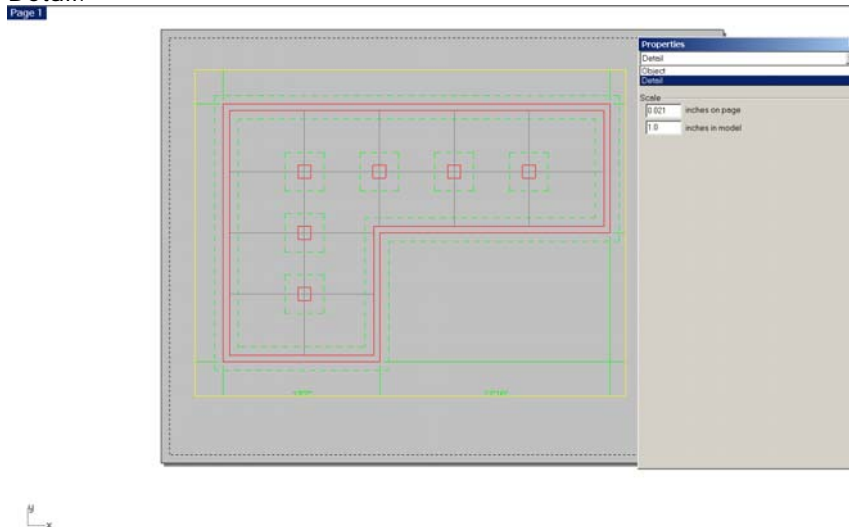 Page 1
Properties
Detail
Object
Detail
Scale
0.021 inches on page
1.0 inches in model
y
x